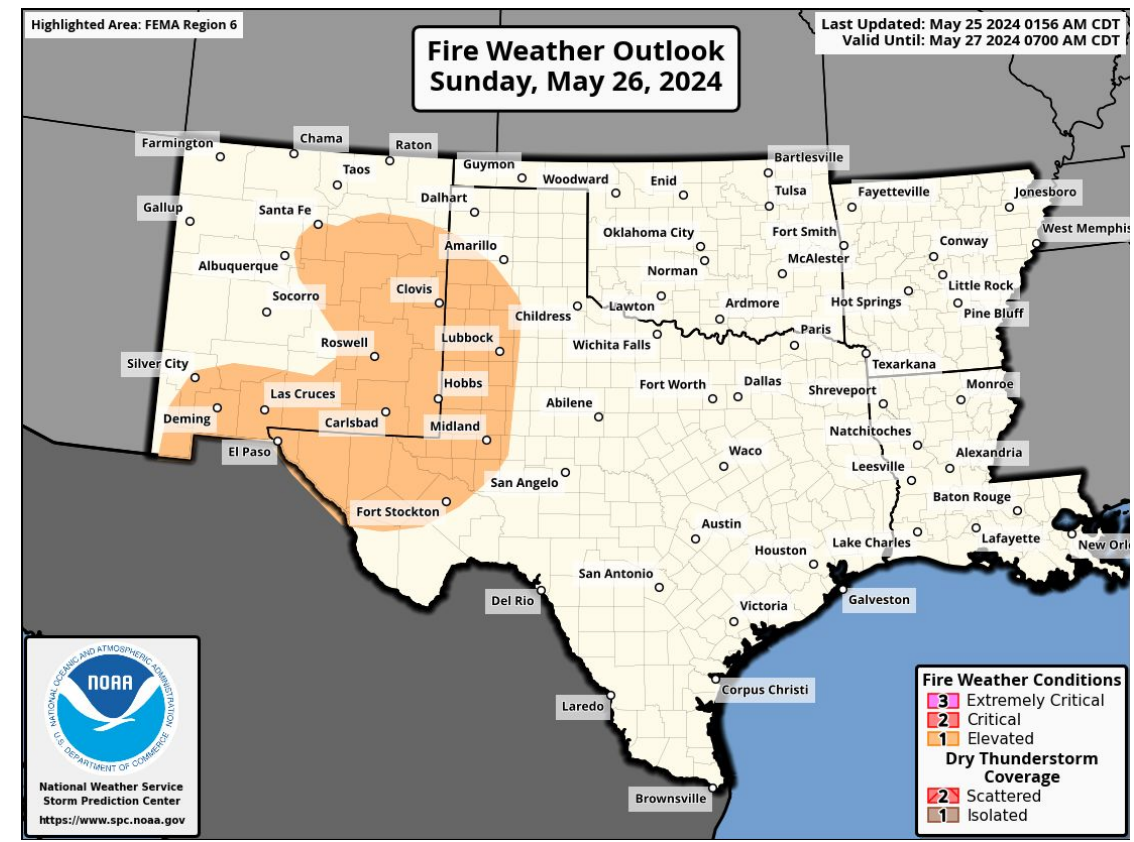 Highlighted Area: FEMA Region 6
Last Updated: May 25 2024 0156 AM CDT
Valid Until: May 27 2024 0700 AM CDT
Fire Weather Outlook
Sunday, May 26, 2024
Farmington
Chama
Raton
Taos
Guymon
Woodward
Enid
Bartlesville
Tulsa
Fayetteville
Jonesboro
Gallup
Santa Fe
Dalhart
Amarillo
Oklahoma City
Fort Smith
Conway
West Memphis
Albuquerque
Norman
McAlester
Little Rock
Socorro
Clovis
Childress
Lawton
Ardmore
Hot Springs
Pine Bluff
Roswell
Lubbock
Wichita Falls
Paris
Texarkana
Silver City
Las Cruces
Hobbs
Fort Worth
Dallas
Shreveport
Monroe
Deming
Carlsbad
Midland
Abilene
Natchitoches
El Paso
Waco
Leesville
Alexandria
San Angelo
Baton Rouge
Fort Stockton
Austin
Lake Charles
Lafayette
New Orl
Houston
San Antonio
Del Rio
Victoria
Galveston
Laredo
Corpus Christi
Brownsville
NATIONAL OCEANIC AND ATMOSPHERIC ADMINISTRATION
NOAA
U.S. DEPARTMENT OF COMMERCE
National Weather Service
Storm Prediction Center
https://www.spc.noaa.gov
Fire Weather Conditions
3 Extremely Critical
2 Critical
1 Elevated
Dry Thunderstorm
Coverage
2 Scattered
1 Isolated